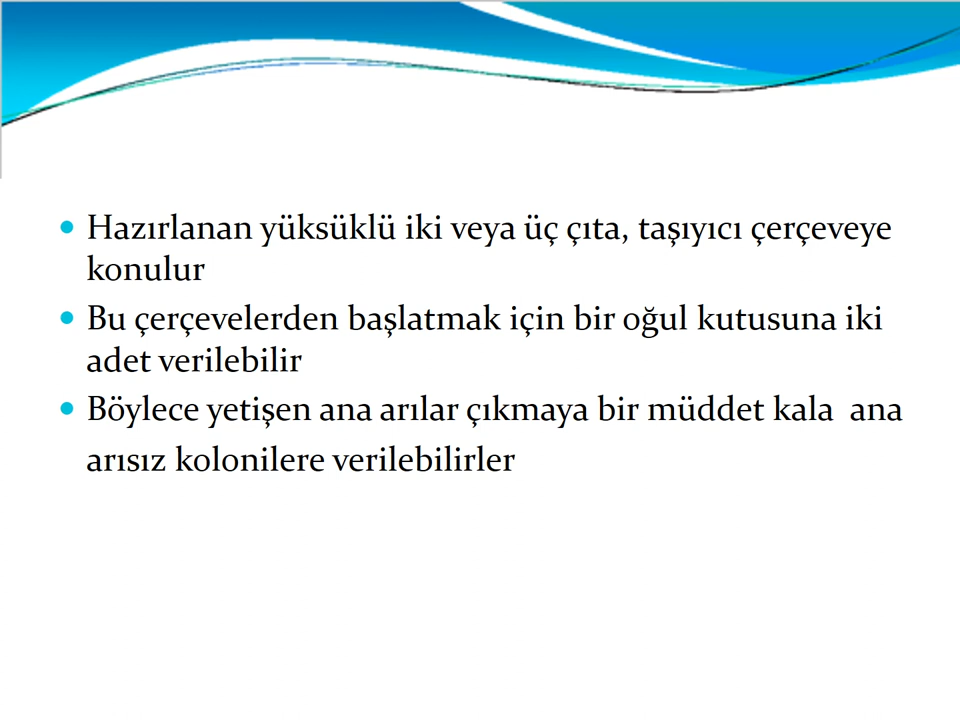 • Hazırlanan yüksüklü iki veya üç çıta, taşıyıcı çerçeveye
konulur
• Bu çerçevelerden başlatmak için bir oğul kutusuna iki
adet verilebilir
• Böylece yetişen ana arılar çıkmaya bir müddet kala  ana
arısız kolonilere verilebilirler